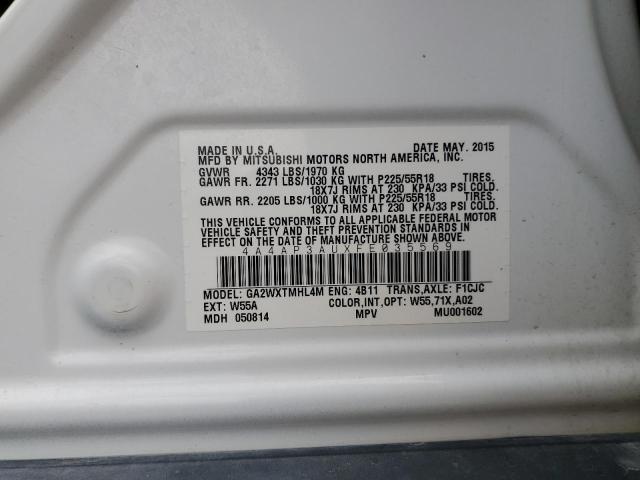 MADE IN U.S.A. DATE MAY. 2015
MFD BY MITSUBISHI MOTORS NORTH AMERICA, INC.
GVWR 4343 LBS/1970 KG
GAWR FR. 2271 LBS/1030 KG WITH P225/55R18 TIRES.
18X7J RIMS AT 230 KPA/33 PSI COLD.
GAWR RR. 2205 LBS/1000 KG WITH P225/55R18 TIRES.
18X7J RIMS AT 230 KPA/33 PSI COLD.
THIS VEHICLE CONFORMS TO ALL APPLICABLE FEDERAL MOTOR
VEHICLE SAFETY AND THEFT PREVENTION STANDARDS IN EFFECT
ON THE DATE OF MANUFACTURE SHOWN ABOVE.
4A4AP3AUXFE035569
MODEL: GA2WXTMHL4M ENG: 4B11 TRANS,AXLE: F1CJC
EXT: W55A COLOR,INT,OPT: W55,71X,A02
MDH 050814 MPV MU001602